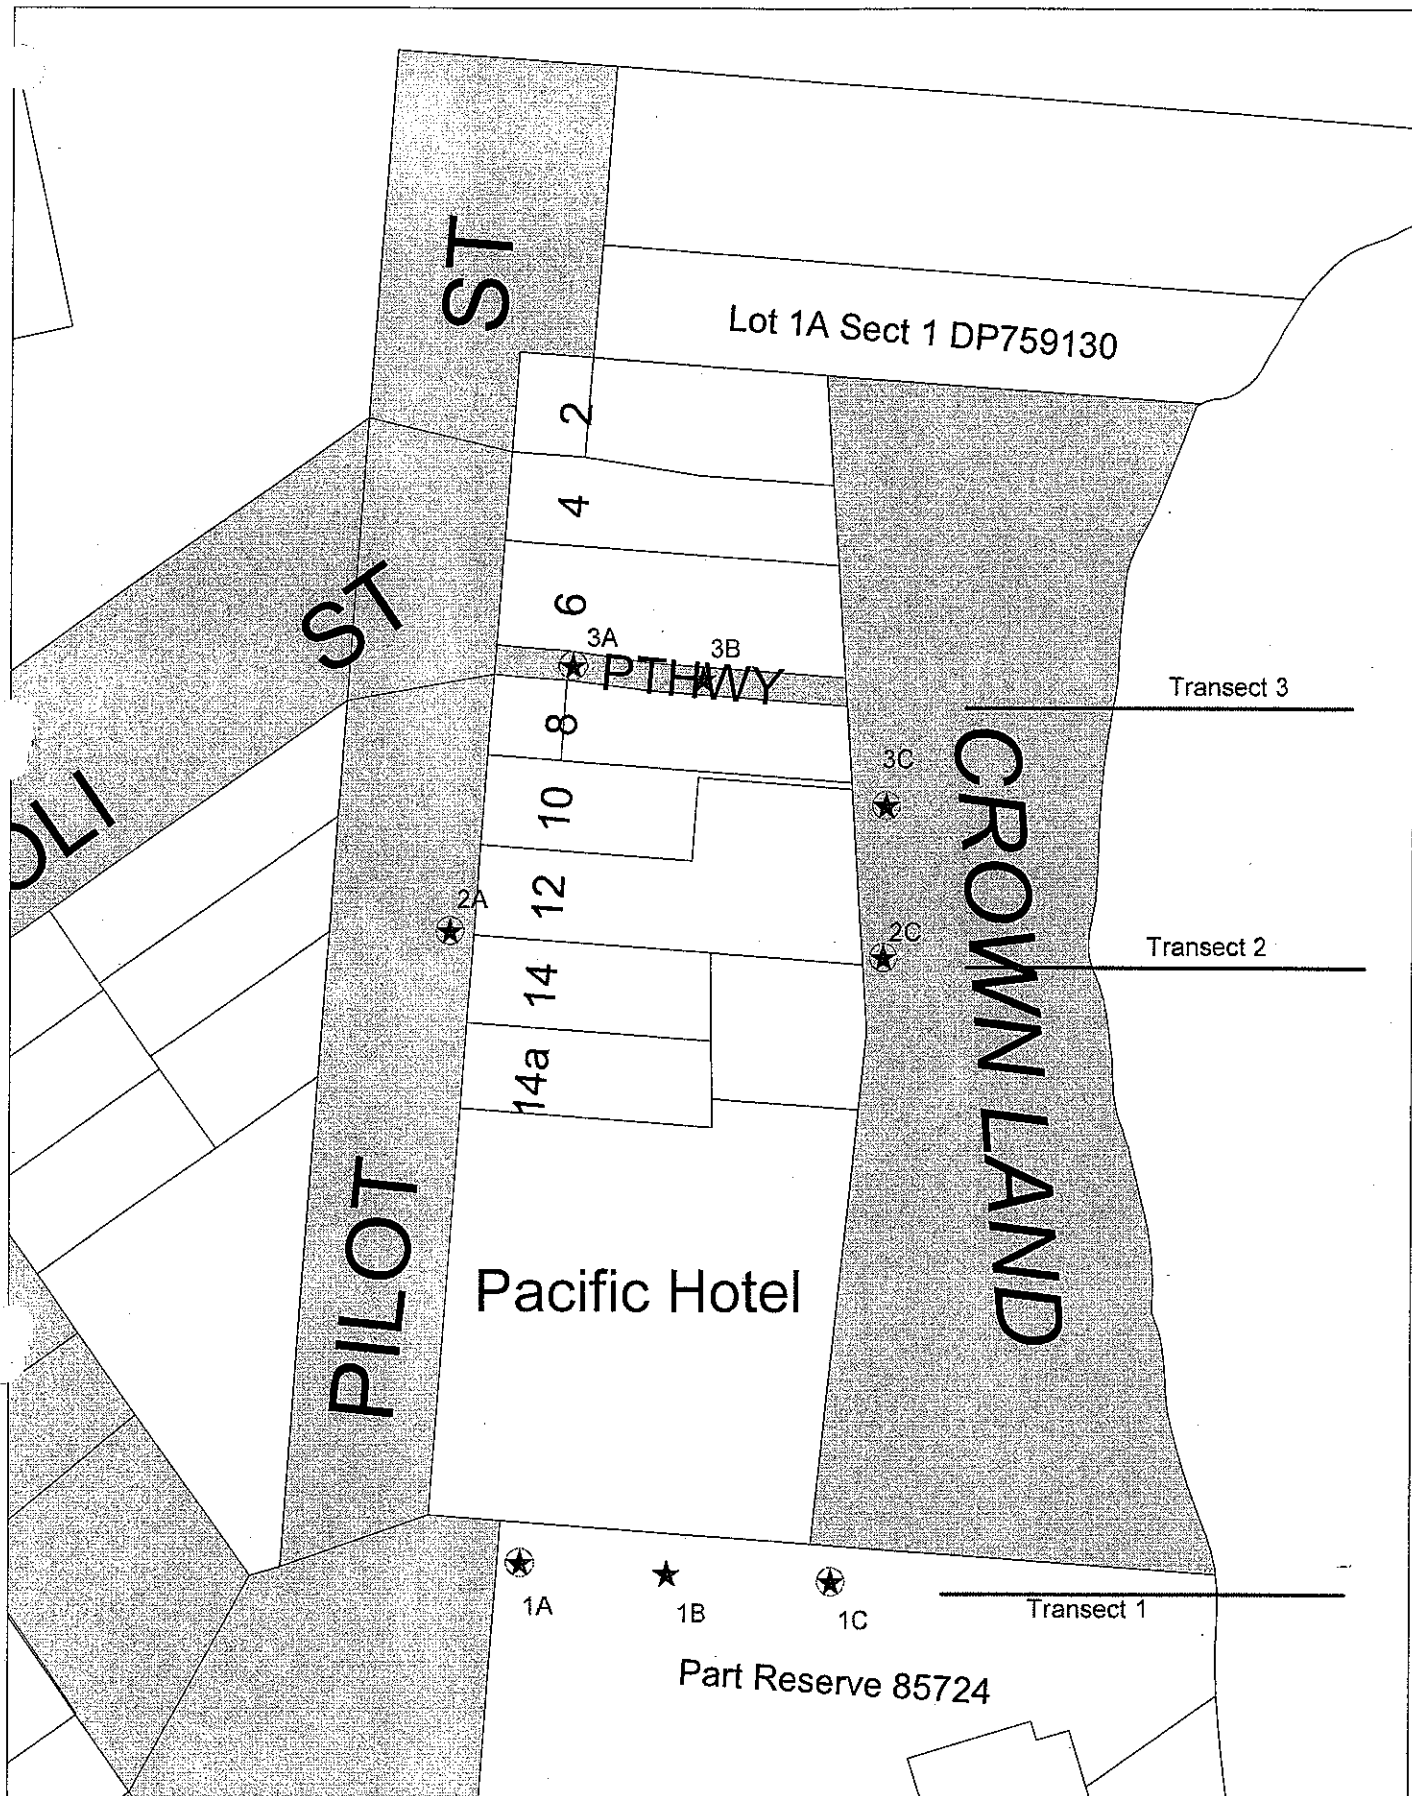 ST
Lot 1A Sect 1 DP759130
2
4
ST
6
3A
3B
PTHWY
Transect 3
8
3C
CROWN LAND
OLI
10
12
2A
2C
Transect 2
14
14a
PILOT
Pacific Hotel
1A
1B
1C
Transect 1
Part Reserve 85724